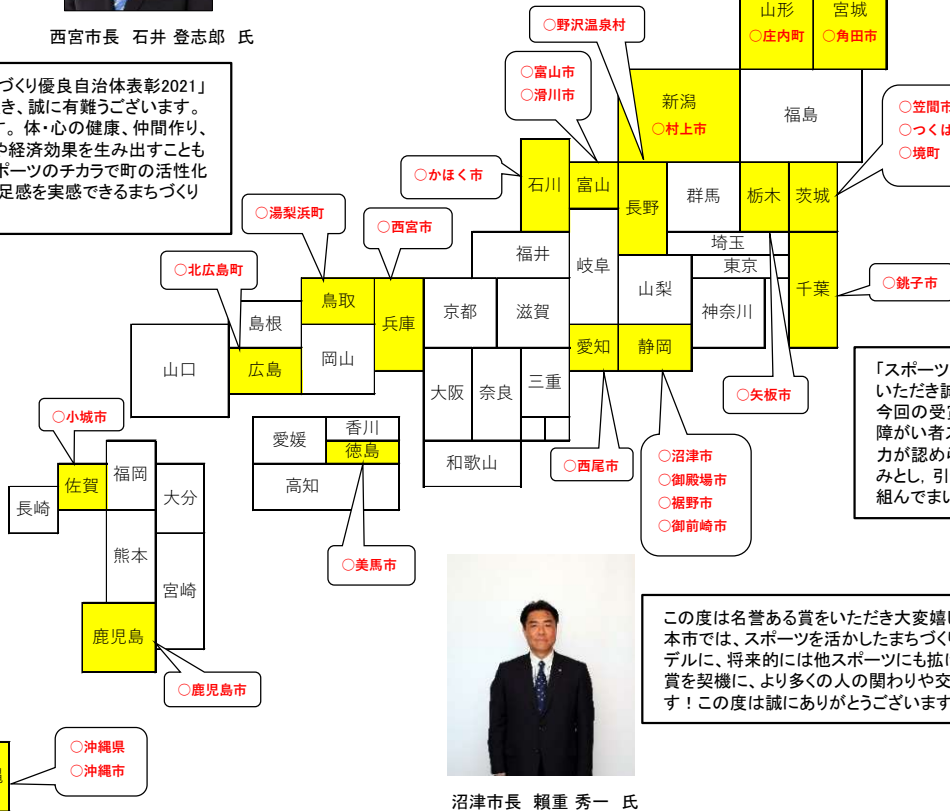 西宮市長 石井 登志郎 氏
づくり優良自治体表彰2021」
き、誠に有難うございます。
す。体・心の健康、仲間作り、
や経済効果を生み出すことも
ポーツのチカラで町の活性化
足感を実感できるまちづくり
○野沢温泉村
○富山市
○滑川市
○かほく市
山形
○庄内町
宮城
○角田市
新潟
○村上市
福島
○笠間市
○つくは
○境町
石川
富山
長野
群馬
栃木
茨城
○湯梨浜町
○西宮市
○北広島町
福井
岐阜
埼玉
東京
山梨
神奈川
千葉
○銚子市
鳥取
島根
兵庫
京都
滋賀
山口
広島
岡山
愛知
静岡
大阪
奈良
三重
和歌山
○矢板市
○西尾市
○沼津市
○御殿場市
○裾野市
○御前崎市
「スポーツ
いただき誠
今回の受賞
障がい者ス
力が認めら
みとし，引
組んでまい
○小城市
愛媛
香川
徳島
高知
○美馬市
佐賀
福岡
大分
長崎
熊本
宮崎
鹿児島
○鹿児島市
○沖縄県
○沖縄市
この度は名誉ある賞をいただき大変嬉し
本市では、スポーツを活かしたまちづくり
デルに、将来的には他スポーツにも拡げ
賞を契機に、より多くの人の関わりや交
す！この度は誠にありがとうございます
沼津市長 頼重 秀一 氏